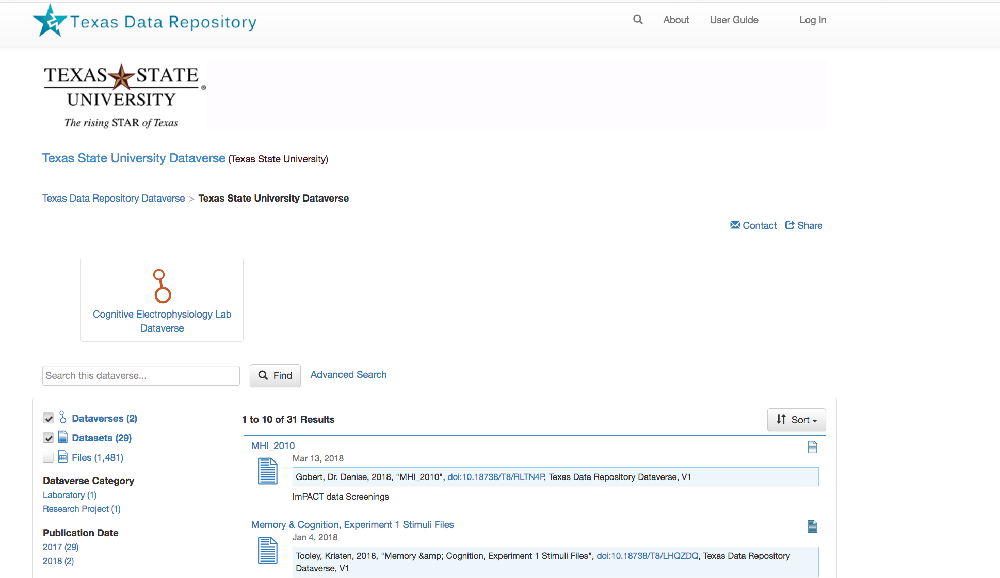 Texas Data Repository
About
User Guide
Log In
TEXAS STATE ®
UNIVERSITY
The rising STAR of Texas
Texas State University Dataverse (Texas State University)
Texas Data Repository Dataverse > Texas State University Dataverse
Contact
Share
Cognitive Electrophysiology Lab
Dataverse
Search this dataverse...
Find
Advanced Search
Dataverses (2)
Datasets (29)
Files (1,481)
Dataverse Category
Laboratory (1)
Research Project (1)
Publication Date
2017 (29)
2018 (2)
1 to 10 of 31 Results
Sort
MHI_2010
Mar 13, 2018
Gobert, Dr. Denise, 2018, "MHI_2010", doi:10.18738/T8/RLTN4P, Texas Data Repository Dataverse, V1
ImPACT data Screenings
Memory & Cognition, Experiment 1 Stimuli Files
Jan 4, 2018
Tooley, Kristen, 2018, "Memory &amp; Cognition, Experiment 1 Stimuli Files", doi:10.18738/T8/LHQZDQ, Texas Data Repository
Dataverse, V1